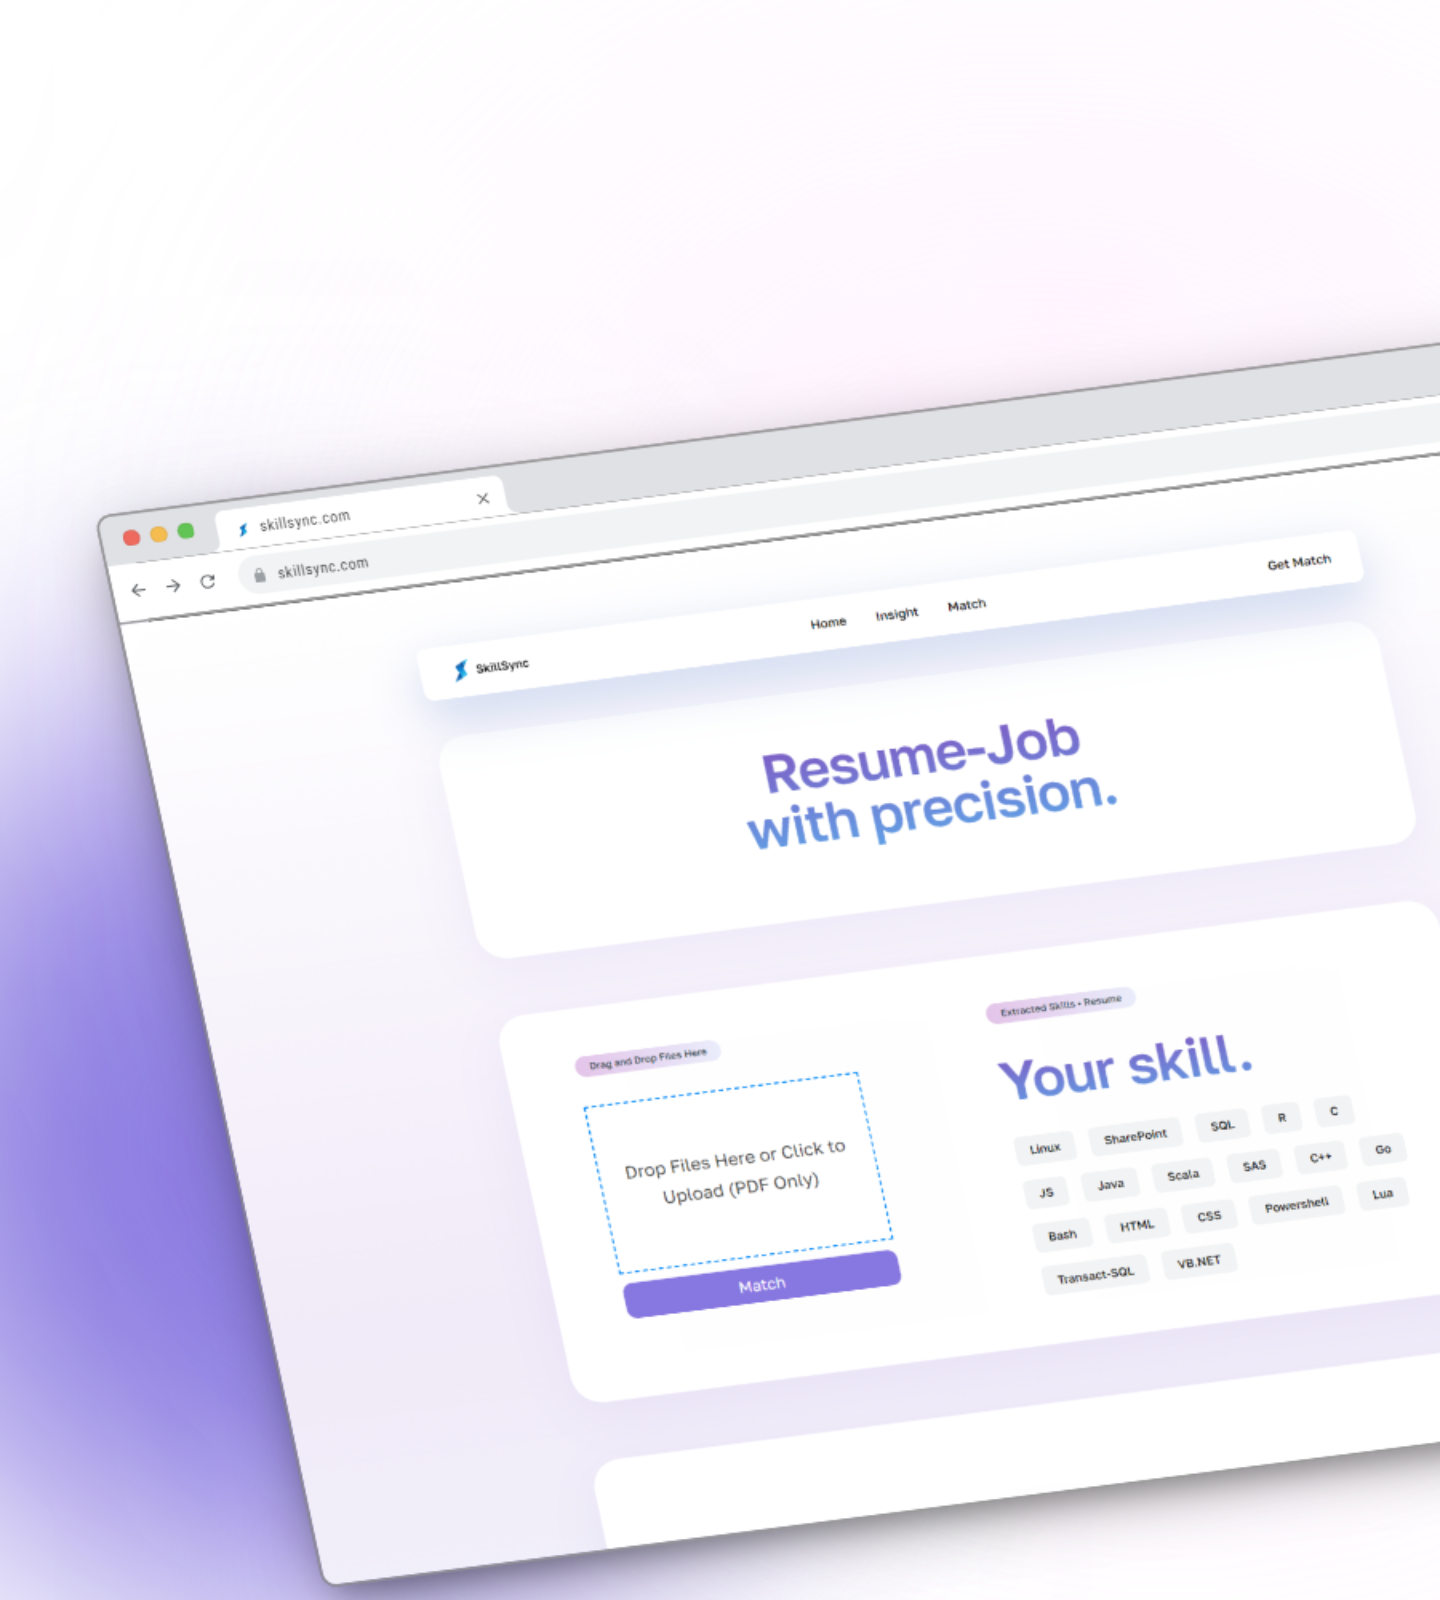 skillsync.com
skillsync.com
SkillSync
Home Insight Match
Get Match
Resume-Job
with precision.
Drag and Drop Files Here
Drop Files Here or Click to
Upload (PDF Only)
Match
Extracted Skills • Resume
Your skill.
Linux SharePoint SQL R C
JS Java Scala SAS C++ Go
Bash HTML CSS Powershell Lua
Transact-SQL VB.NET